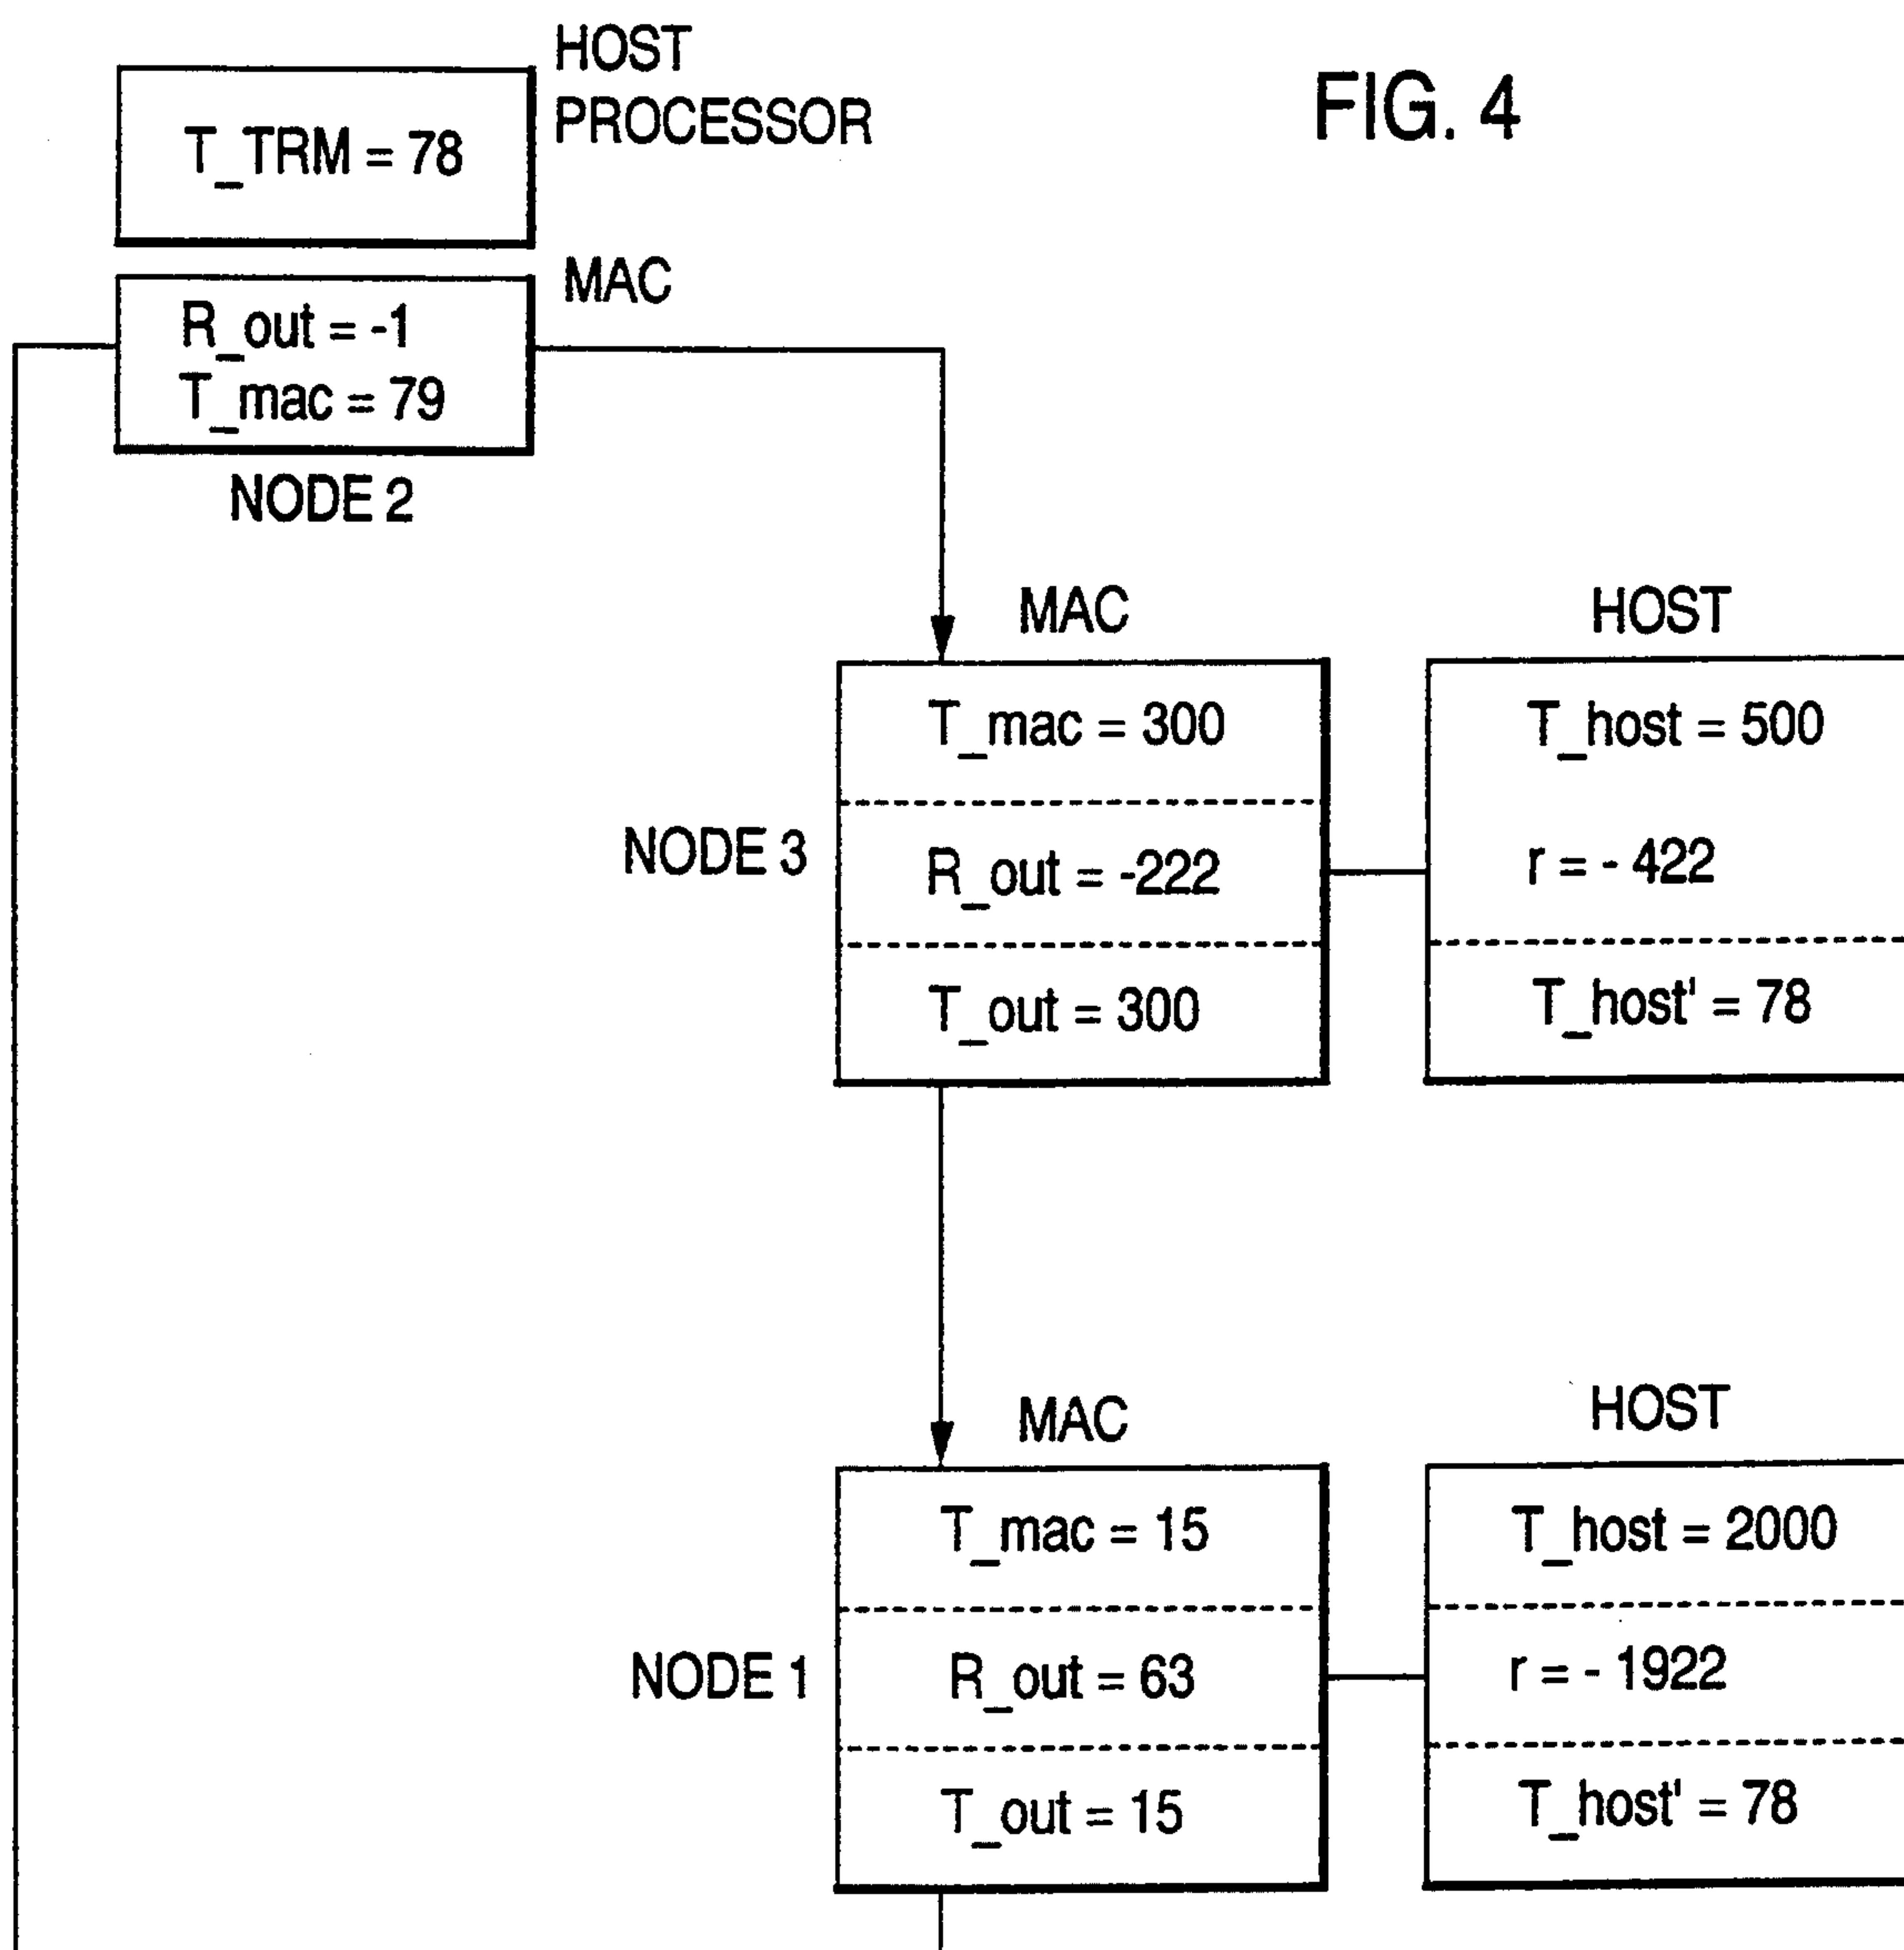 HOST
PROCESSOR
FIG. 4
T_TRM = 78
MAC
R_out = -1
T_mac = 79
NODE 2
MAC
HOST
T_mac = 300
T_host = 500
NODE 3
R_out = -222
r = - 422
T_out = 300
T_host' = 78
MAC
HOST
T_mac = 15
T_host = 2000
NODE 1
R_out = 63
r = - 1922
T_out = 15
T_host' = 78